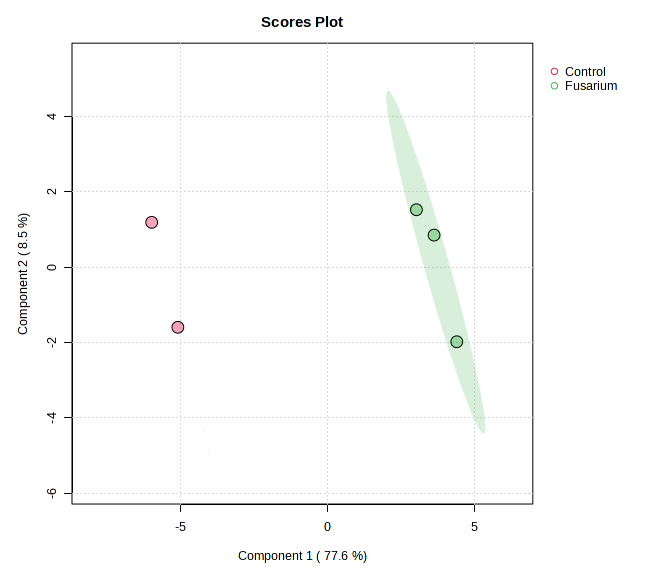 Scores Plot
Control
Fusarium
4
2
0
-2
-4
-6
Component 2 ( 8.5 %)
-5
0
5
Component 1 ( 77.6 %)